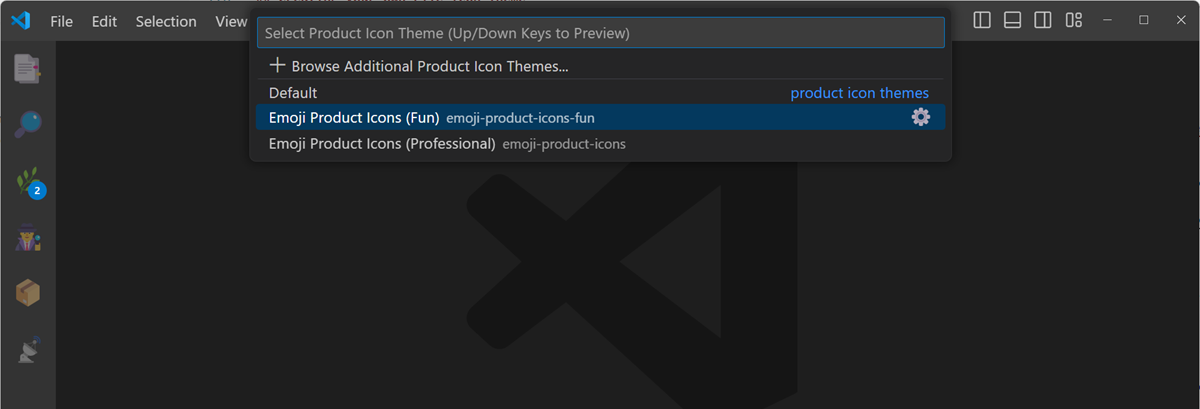 File Edit Selection View
Select Product Icon Theme (Up/Down Keys to Preview)
Browse Additional Product Icon Themes...
Default product icon themes
Emoji Product Icons (Fun) emoji-product-icons-fun
Emoji Product Icons (Professional) emoji-product-icons
2